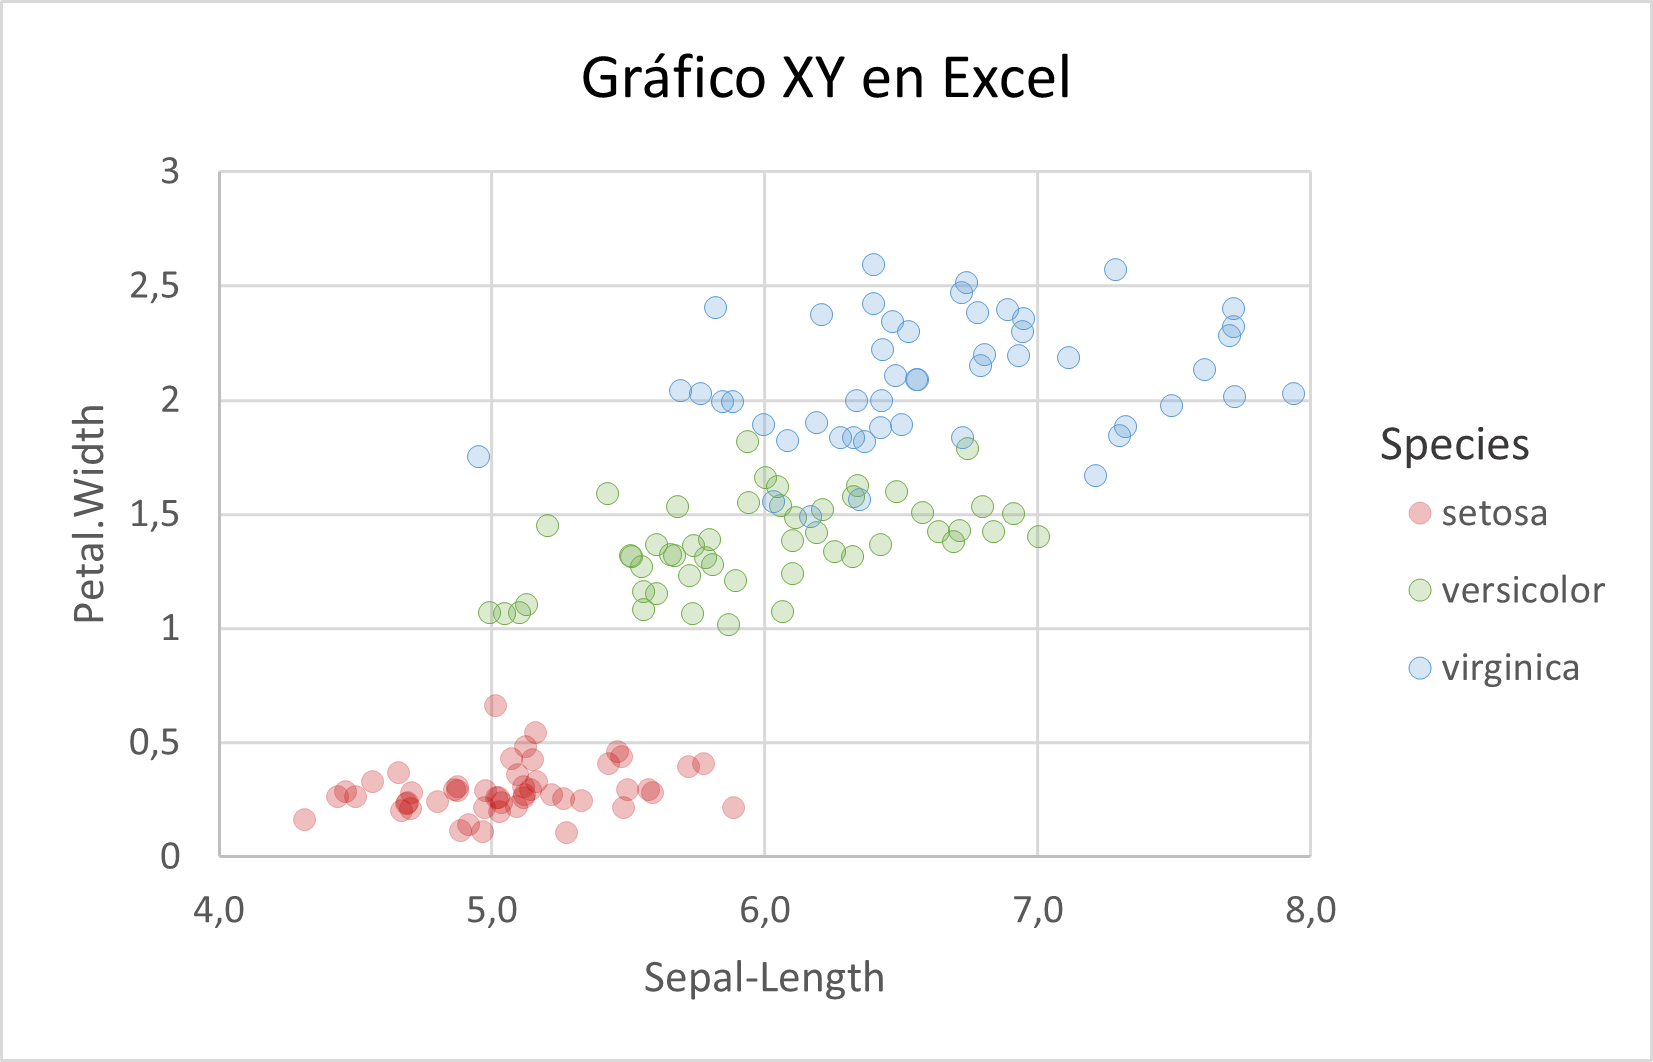 Gráfico XY en Excel
3
2,5
2
1,5
1
0,5
0
4,0 5,0 6,0 7,0 8,0
Petal.Width
Sepal-Length
Species
setosa
versicolor
virginica